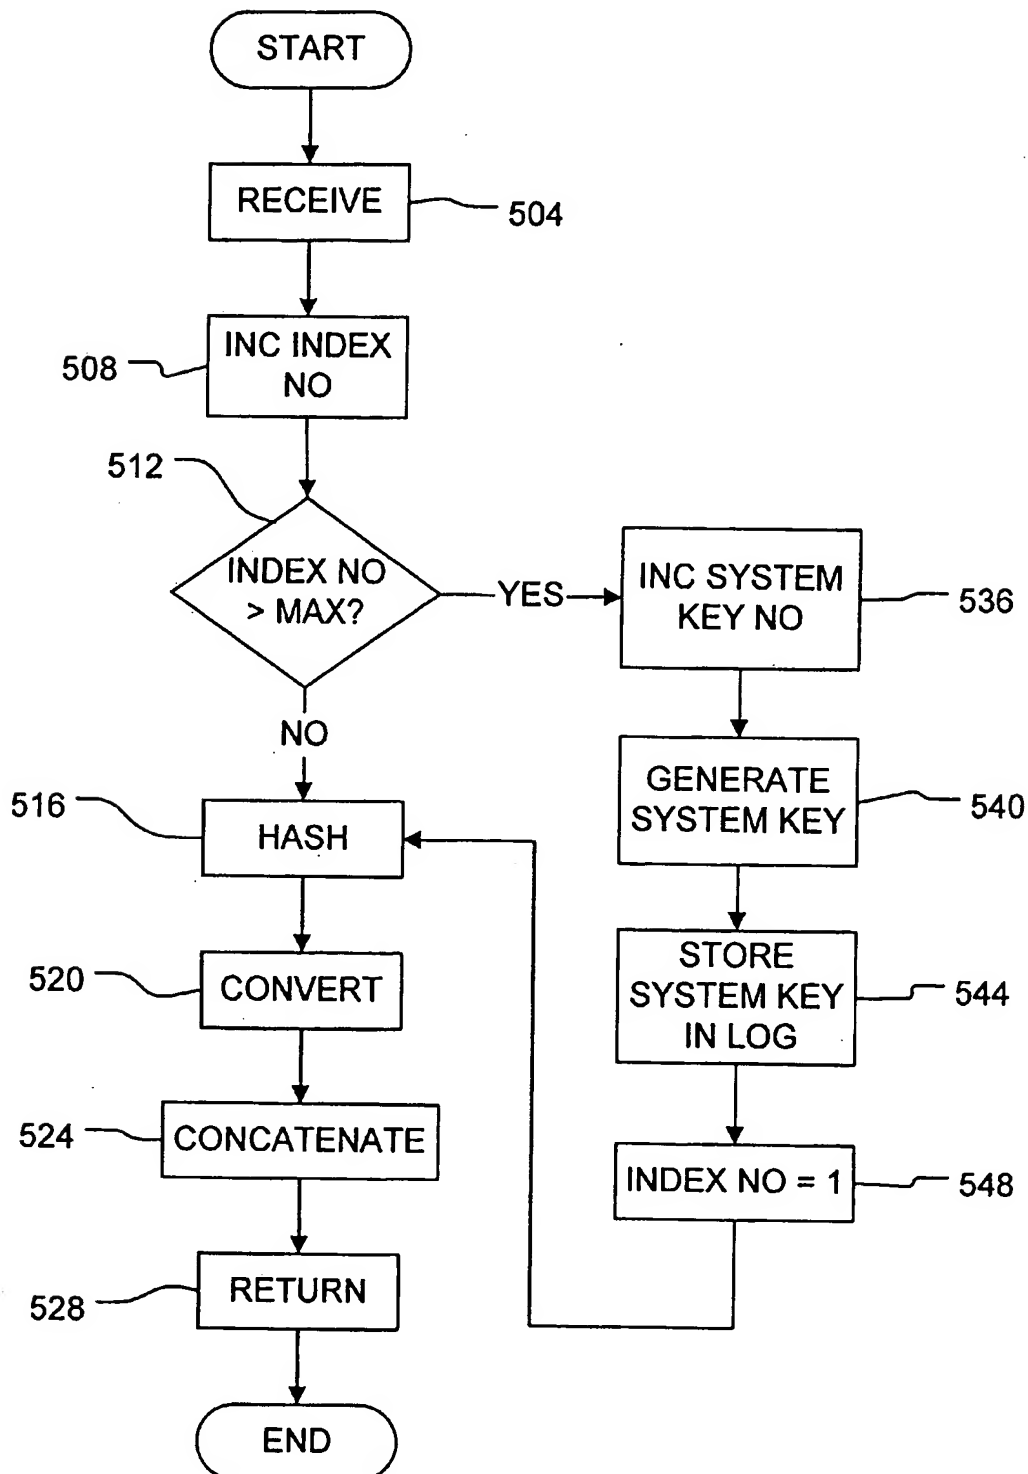 START
RECEIVE
504
INC INDEX
NO
508
512
INDEX NO
> MAX?
YES
NO
INC SYSTEM
KEY NO
536
GENERATE
SYSTEM KEY
540
STORE
SYSTEM KEY
IN LOG
544
INDEX NO = 1
548
516
HASH
520
CONVERT
524
CONCATENATE
528
RETURN
END